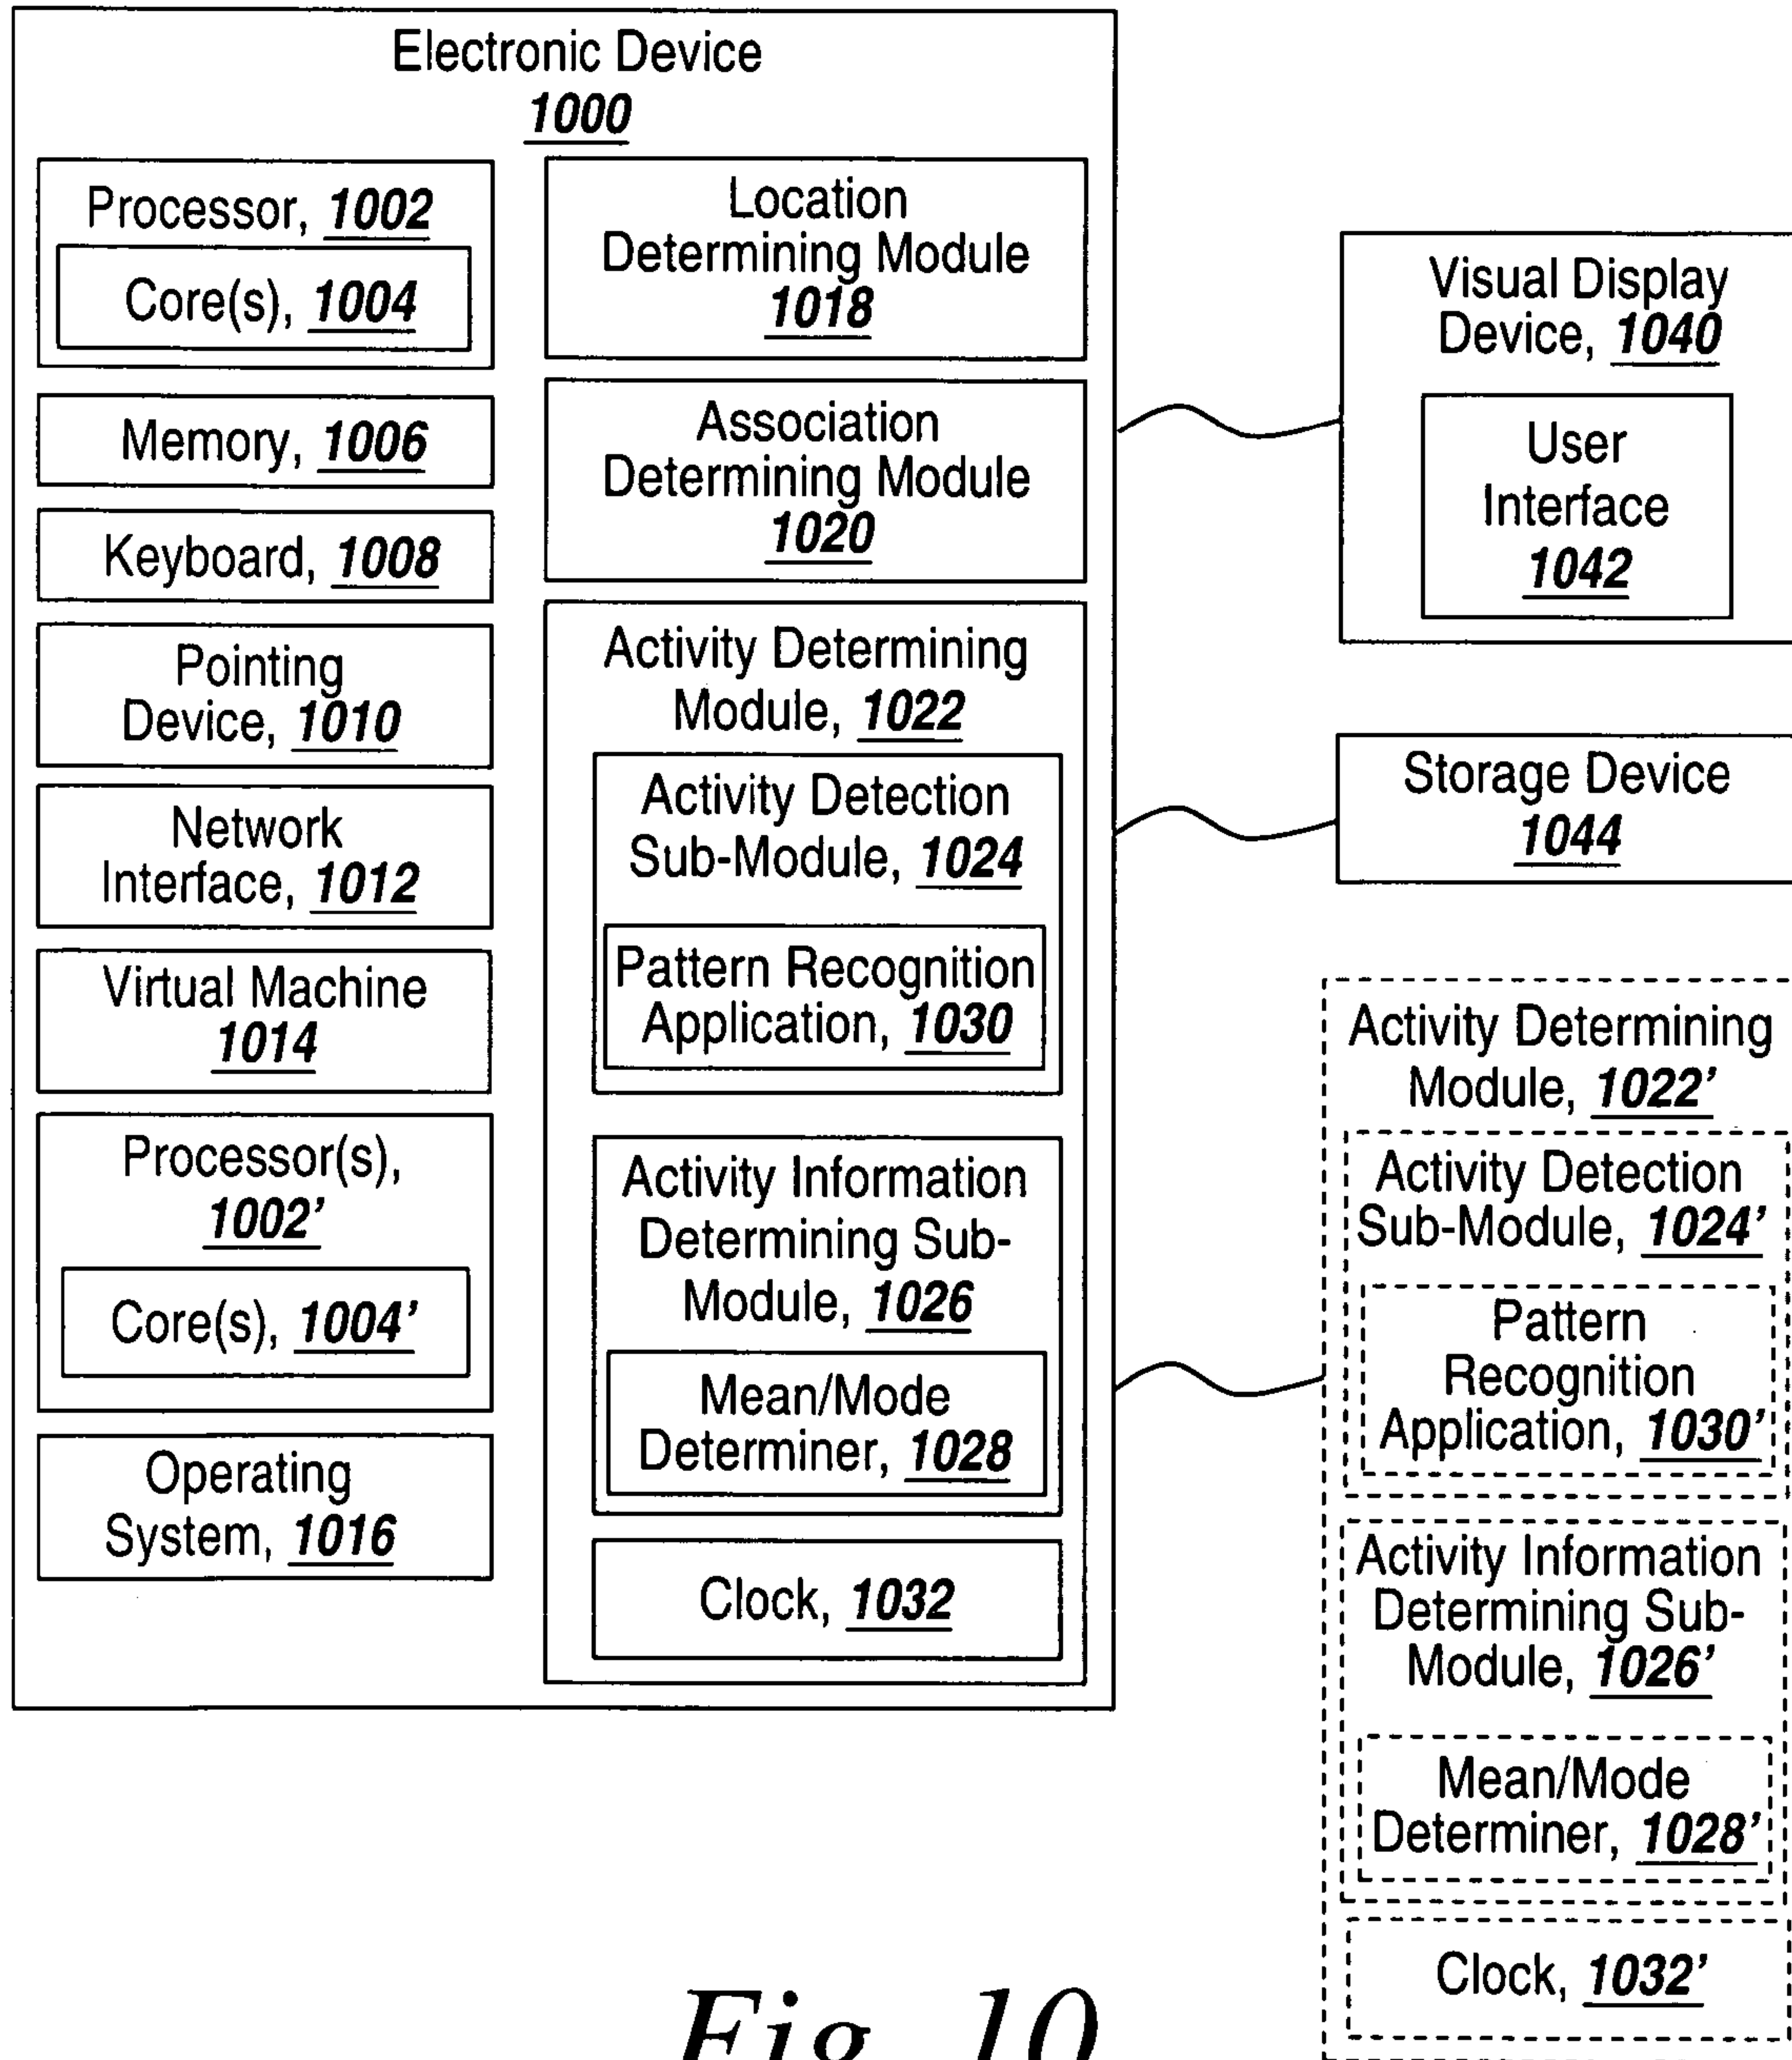 Electronic Device
1000
Processor, 1002
Core(s), 1004
Memory, 1006
Keyboard, 1008
Pointing
Device, 1010
Network
Interface, 1012
Virtual Machine
1014
Processor(s),
1002'
Core(s), 1004'
Operating
System, 1016
Location
Determining Module
1018
Association
Determining Module
1020
Activity Determining
Module, 1022
Activity Detection
Sub-Module, 1024
Pattern Recognition
Application, 1030
Activity Information
Determining Sub-
Module, 1026
Mean/Mode
Determiner, 1028
Clock, 1032
Visual Display
Device, 1040
User
Interface
1042
Storage Device
1044
Activity Determining
Module, 1022'
Activity Detection
Sub-Module, 1024'
Pattern
Recognition
Application, 1030'
Activity Information
Determining Sub-
Module, 1026'
Mean/Mode
Determiner, 1028'
Clock, 1032'
Fig. 10